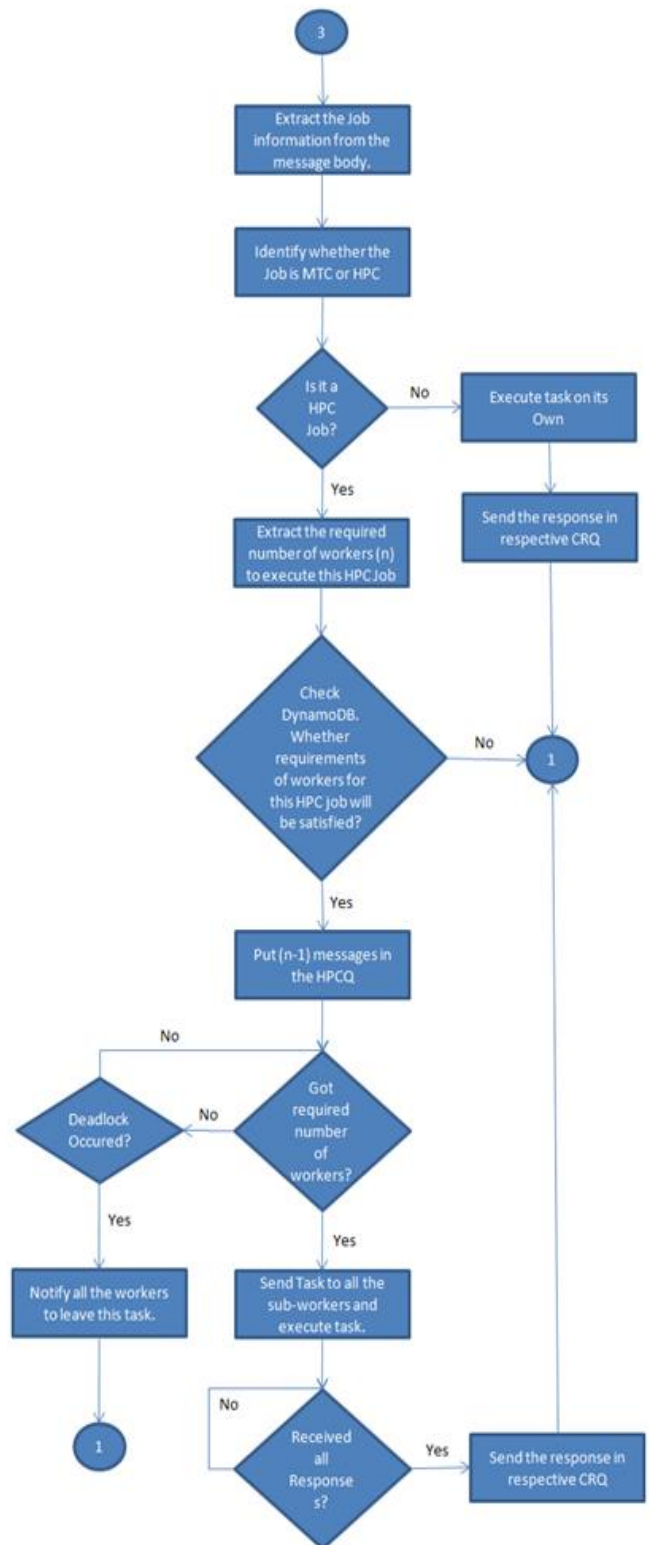 3
Extract the Job
information from the
message body.
Identify whether the
Job is MTC or HPC
Is it a
HPC
Job?
No
Execute task on its
Own
Yes
Send the response in
respective CRQ
Extract the required
number of workers (n)
to execute this HPC Job
Check
DynamoDB.
Whether
requirements
of workers for
this HPC job will
be satisfied?
No
1
Yes
Put (n-1) messages in
the HPCQ
No
Got
required
number
of
workers?
No
Deadlock
Occured?
Yes
Yes
Notify all the workers
to leave this task.
Send Task to all the
sub-workers and
execute task.
No
1
Received
all
Response
s?
Yes
Send the response in
respective CRQ